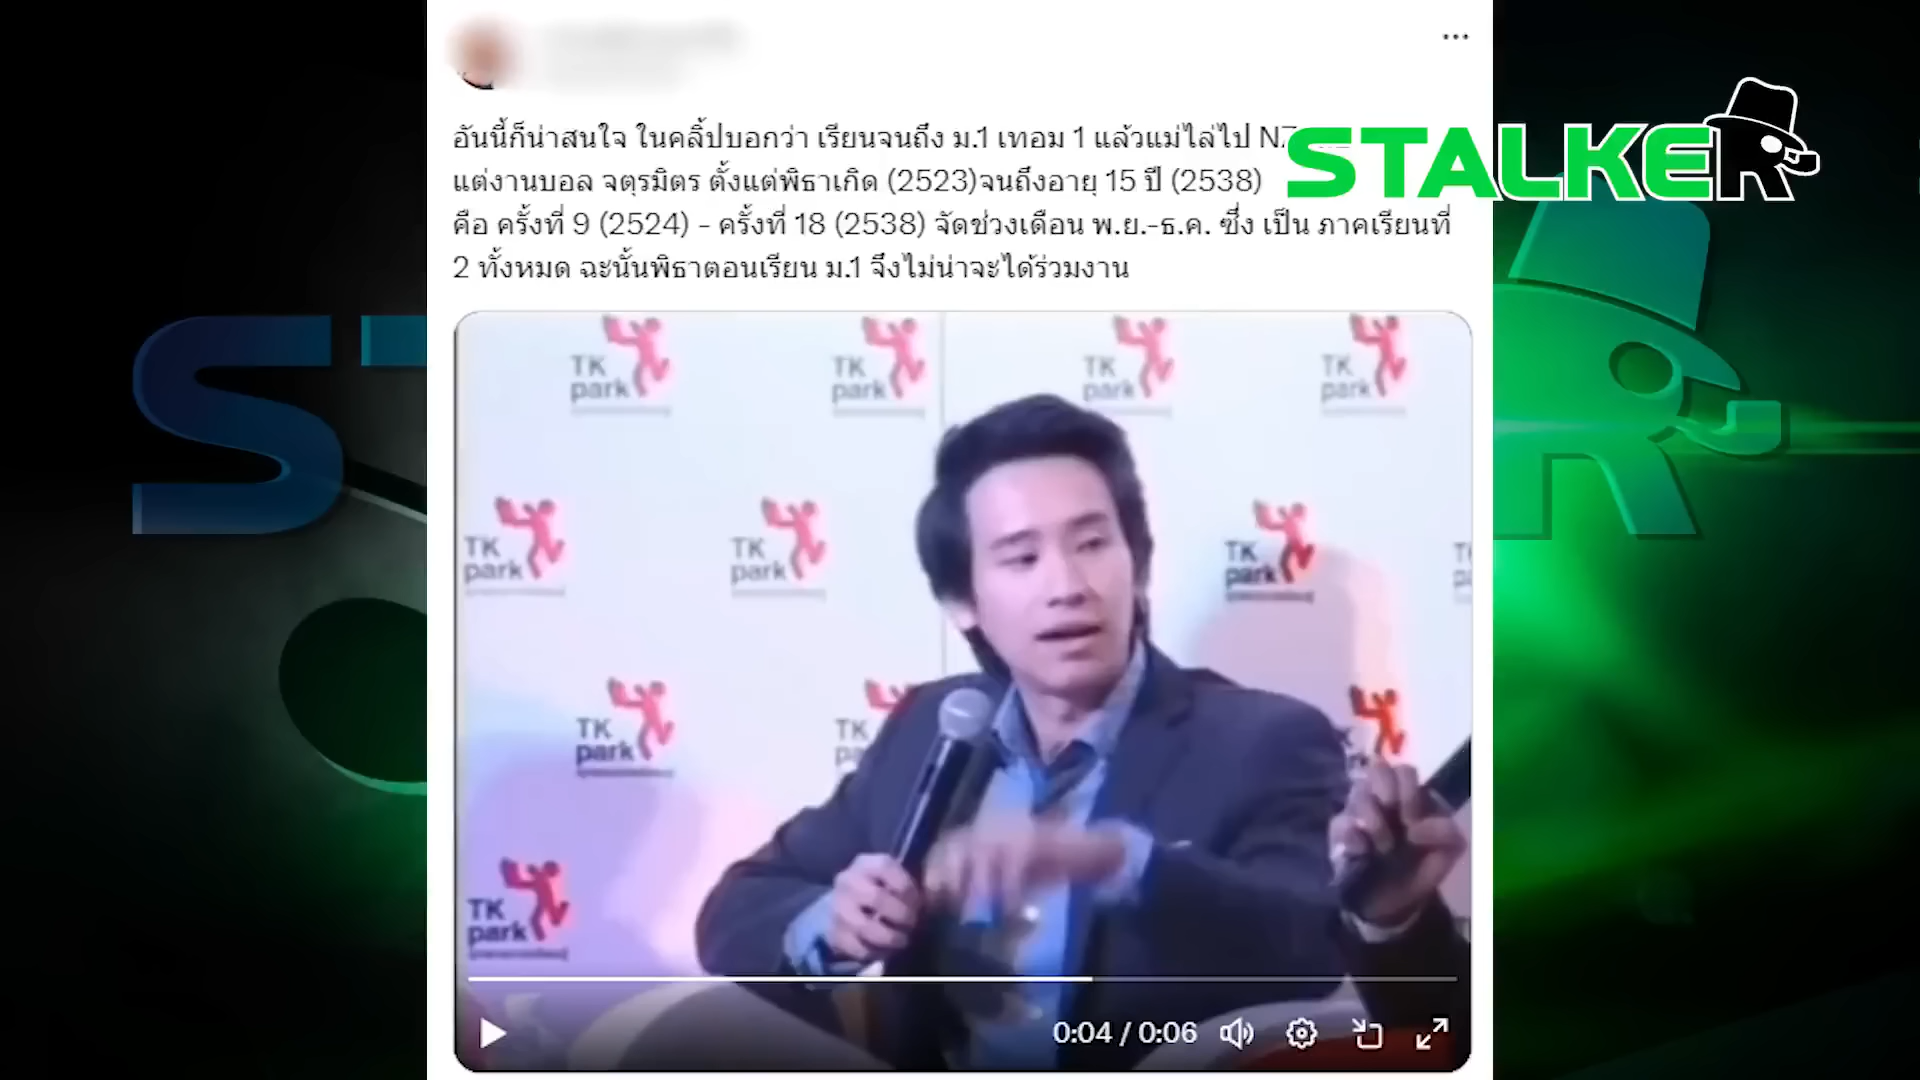 อันนี้ก็น่าสนใจ ในคลิ้ปบอกว่า เรียนจนถึง ม.1 เทอม 1 แล้วแม่ไล่ไป
แต่งานบอล จตุรมิตร ตั้งแต่พิธาเกิด (2523)จนถึงอายุ 15 ปี (2538)
คือ ครั้งที่ 9 (2524) - ครั้งที่ 18 (2538) จัดช่วงเดือน พ.ย.-ธ.ค. ซึ่ง เป็น ภาคเรียนที่
2 ทั้งหมด ฉะนั้นพิธาตอนเรียน ม.1 จึงไม่น่าจะได้ร่วมงาน
STALKER
TK park
TK park
TK park
TK park
TK park
TK park
TK park
TK park
TK park
0:04 / 0:06